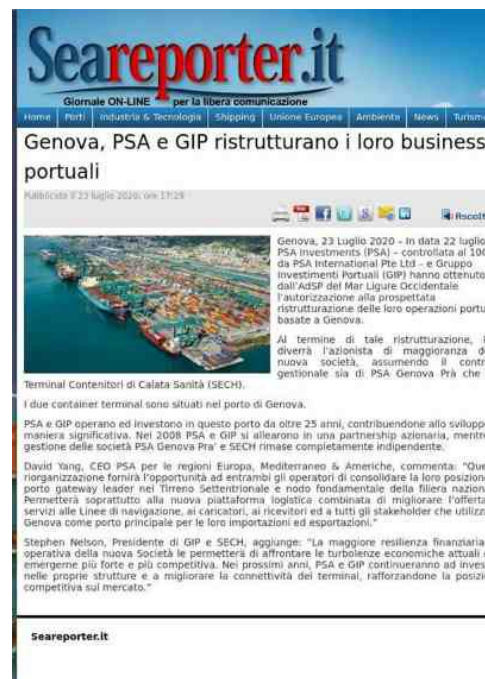 Seareporter.it
Giornale ON-LINE per la libera comunicazione
Home Porti Industria & Tecnologia Shipping Unione Europea Ambiente News Turismo
Genova, PSA e GIP ristrutturano i loro business
portuali
Pubblicato il 23 luglio 2020, ore 17:29
Ascolt
Genova, 23 Luglio 2020 – In data 22 luglio
PSA Investments (PSA) – controllata al 100
da PSA International Pte Ltd – e Gruppo
Investimenti Portuali (GIP) hanno ottenuto
dall'AdSP del Mar Ligure Occidentale
l'autorizzazione alla prospettata
ristrutturazione delle loro operazioni portu
basate a Genova.
Al termine di tale ristrutturazione,
diverrà l'azionista di maggioranza d
nuova società, assumendo il contr
gestionale sia di PSA Genova Prà che
Terminal Contenitori di Calata Sanità (SECH).
I due container terminal sono situati nel porto di Genova.
PSA e GIP operano ed investono in questo porto da oltre 25 anni, contribuendone allo svilupp
maniera significativa. Nel 2008 PSA e GIP si allearono in una partnership azionaria, mentre
gestione delle società PSA Genova Pra' e SECH rimase completamente indipendente.
David Yang, CEO PSA per le regioni Europa, Mediterraneo & Americhe, commenta: "Que
riorganizzazione fornirà l'opportunità ad entrambi gli operatori di consolidare la loro posizion
porto gateway leader nel Tirreno Settentrionale e nodo fondamentale della filiera nazion
Permetterà soprattutto alla nuova piattaforma logistica combinata di migliorare l'offerta
servizi alle Linee di navigazione, ai caricatori, ai ricevitori ed a tutti gli stakeholder che utilizz
Genova come porto principale per le loro importazioni ed esportazioni."
Stephen Nelson, Presidente di GIP e SECH, aggiunge: "La maggiore resilienza finanziaria
operativa della nuova Società le permetterà di affrontare le turbolenze economiche attuali
emergerne più forte e più competitiva. Nei prossimi anni, PSA e GIP continueranno ad inves
nelle proprie strutture e a migliorare la connettività dei terminal, rafforzandone la posizi
competitiva sul mercato."
Seareporter.it